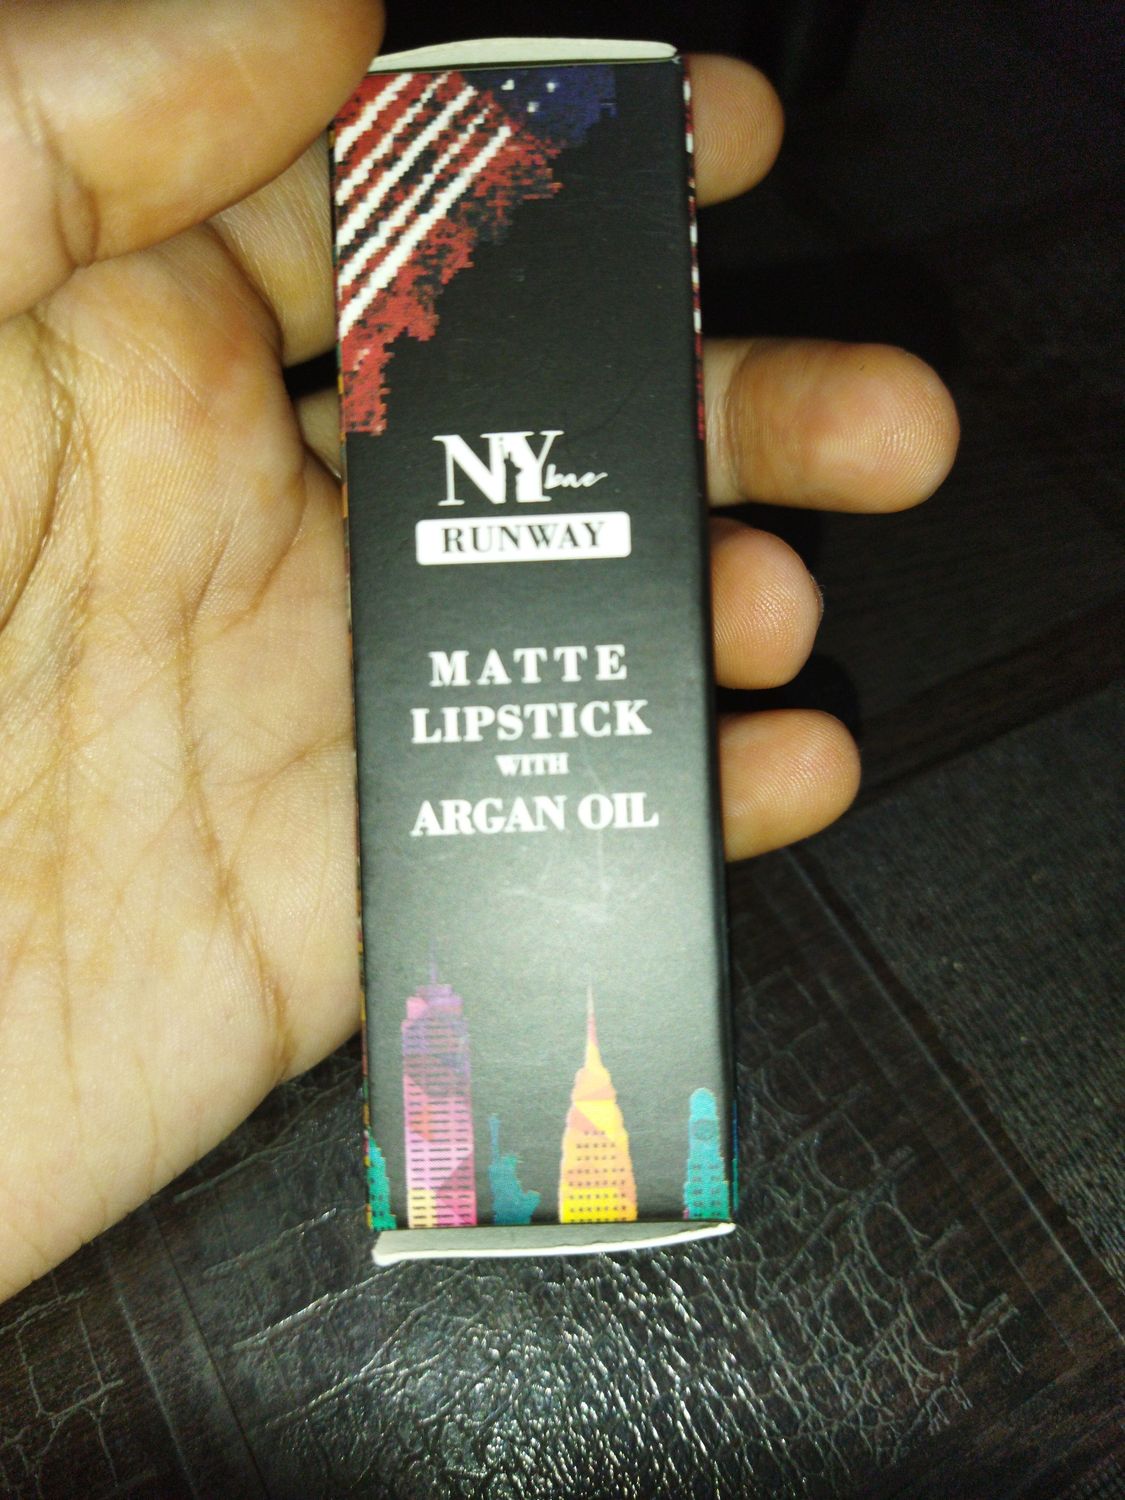 NY bae
RUNWAY
MATTE
LIPSTICK
WITH
ARGAN OIL